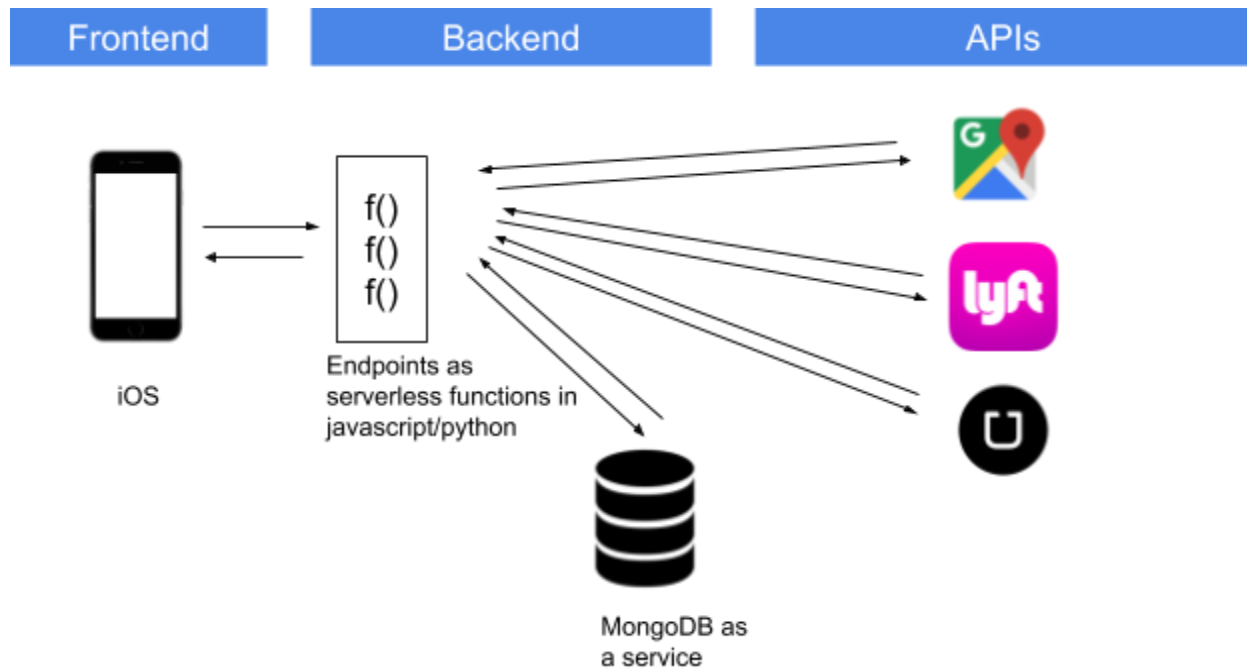 Frontend
Backend
APIs
f()
f()
f()
G
lyft
iOS
Endpoints as
serverless functions in
javascript/python
MongoDB as
a service